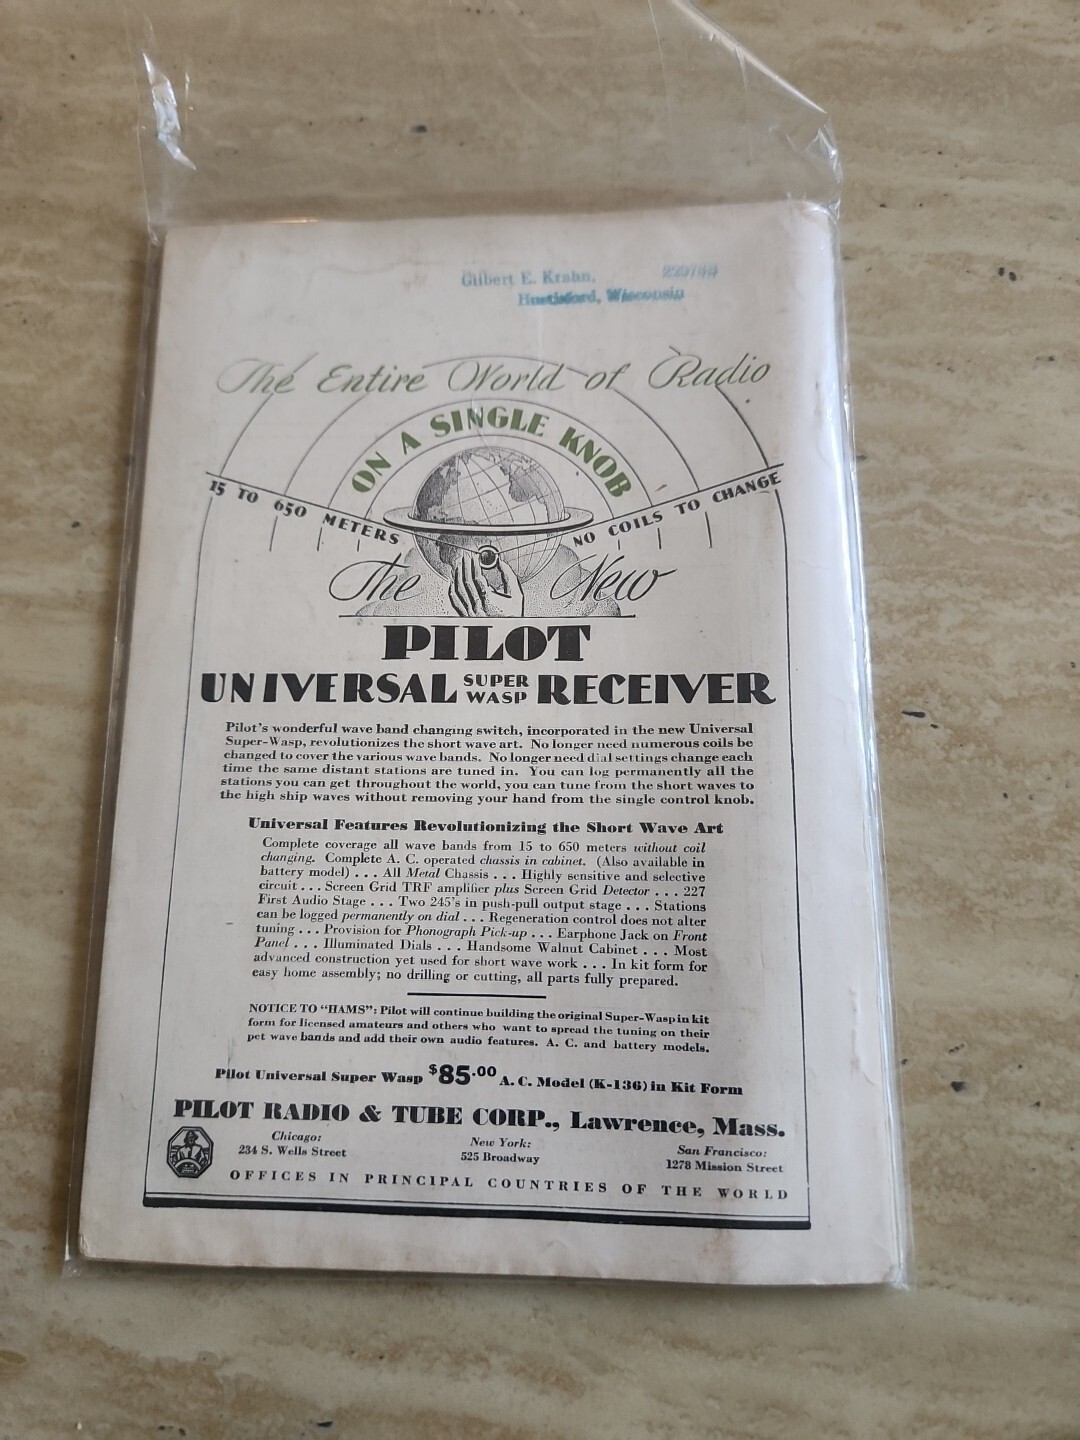 Gilbert E. Krahn, 229749
Hustisford, Wisconsin
The Entire World of Radio
ON A SINGLE KNOB
15 TO 650 METERS
NO COILS TO CHANGE
The New
PILOT
UNIVERSAL SUPER WASP RECEIVER
Pilot's wonderful wave band changing switch, incorporated in the new Universal
Super-Wasp, revolutionizes the short wave art. No longer need numerous coils be
changed to cover the various wave bands. No longer need dial settings change each
time the same distant stations are tuned in. You can log permanently all the
stations you can get throughout the world, you can tune from the short waves to
the high ship waves without removing your hand from the single control knob.
Universal Features Revolutionizing the Short Wave Art
Complete coverage all wave bands from 15 to 650 meters without coil
changing. Complete A. C. operated chassis in cabinet. (Also available in
battery model) . . . All Metal Chassis . . . Highly sensitive and selective
circuit . . . Screen Grid TRF amplifier plus Screen Grid Detector . . . 227
First Audio Stage . . . Two 245's in push-pull output stage . . . Stations
can be logged permanently on dial . . . Regeneration control does not alter
tuning . . . Provision for Phonograph Pick-up . . . Earphone Jack on Front
Panel . . . Illuminated Dials . . . Handsome Walnut Cabinet . . . Most
advanced construction yet used for short wave work . . . In kit form for
easy home assembly; no drilling or cutting, all parts fully prepared.
NOTICE TO "HAMS": Pilot will continue building the original Super-Wasp in kit
form for licensed amateurs and others who want to spread the tuning on their
pet wave bands and add their own audio features. A. C. and battery models.
Pilot Universal Super Wasp $85.00 A. C. Model (K-136) in Kit Form
PILOT RADIO & TUBE CORP., Lawrence, Mass.
Chicago: New York: San Francisco:
234 S. Wells Street 525 Broadway 1278 Mission Street
OFFICES IN PRINCIPAL COUNTRIES OF THE WORLD